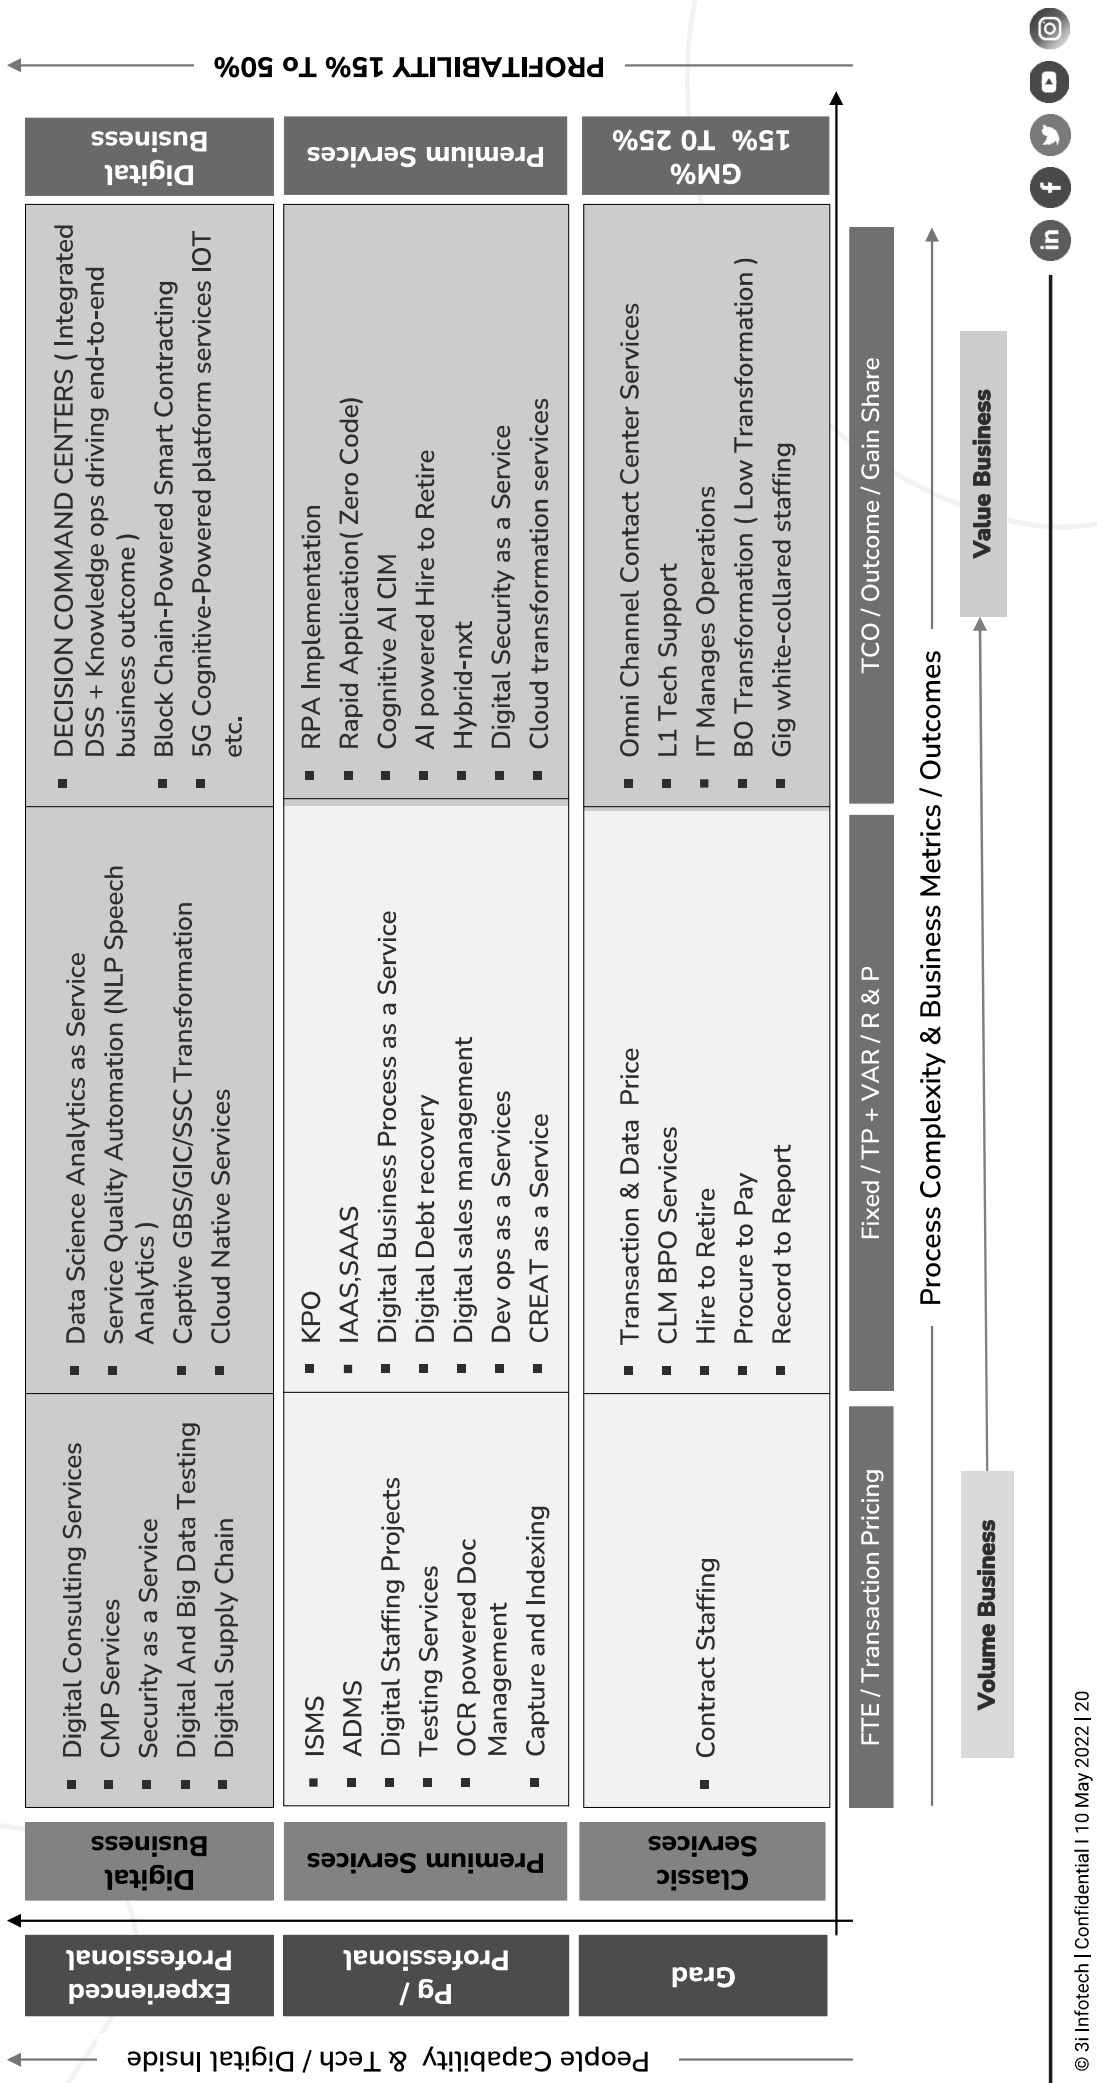 People Capability & Tech / Digital Inside
Experienced
Professional
Digital
Business
▪ Digital Consulting Services
▪ CMP Services
▪ Security as a Service
▪ Digital And Big Data Testing
▪ Digital Supply Chain
▪ Data Science Analytics as Service
▪ Service Quality Automation (NLP Speech
Analytics )
▪ Captive GBS/GIC/SSC Transformation
▪ Cloud Native Services
▪ DECISION COMMAND CENTERS ( Integrated
DSS + Knowledge ops driving end-to-end
business outcome )
▪ Block Chain-Powered Smart Contracting
▪ 5G Cognitive-Powered platform services IOT
etc.
Digital
Business
Pg /
Professional
Premium Services
▪ ISMS
▪ ADMS
▪ Digital Staffing Projects
▪ Testing Services
▪ OCR powered Doc
Management
▪ Capture and Indexing
▪ KPO
▪ IAAS,SAAS
▪ Digital Business Process as a Service
▪ Digital Debt recovery
▪ Digital sales management
▪ Dev ops as a Services
▪ CREAT as a Service
▪ RPA Implementation
▪ Rapid Application( Zero Code)
▪ Cognitive AI CIM
▪ AI powered Hire to Retire
▪ Hybrid-nxt
▪ Digital Security as a Service
▪ Cloud transformation services
Premium Services
Grad
Classic
Services
▪ Contract Staffing
▪ Transaction & Data Price
▪ CLM BPO Services
▪ Hire to Retire
▪ Procure to Pay
▪ Record to Report
▪ Omni Channel Contact Center Services
▪ L1 Tech Support
▪ IT Manages Operations
▪ BO Transformation ( Low Transformation )
▪ Gig white-collared staffing
GM%
15% T0 25%
PROFITABILITY 15% To 50%
FTE / Transaction Pricing
Fixed / TP + VAR / R & P
TCO / Outcome / Gain Share
Process Complexity & Business Metrics / Outcomes
Volume Business
Value Business
in
f
© 3i Infotech | Confidential I 10 May 2022 | 20